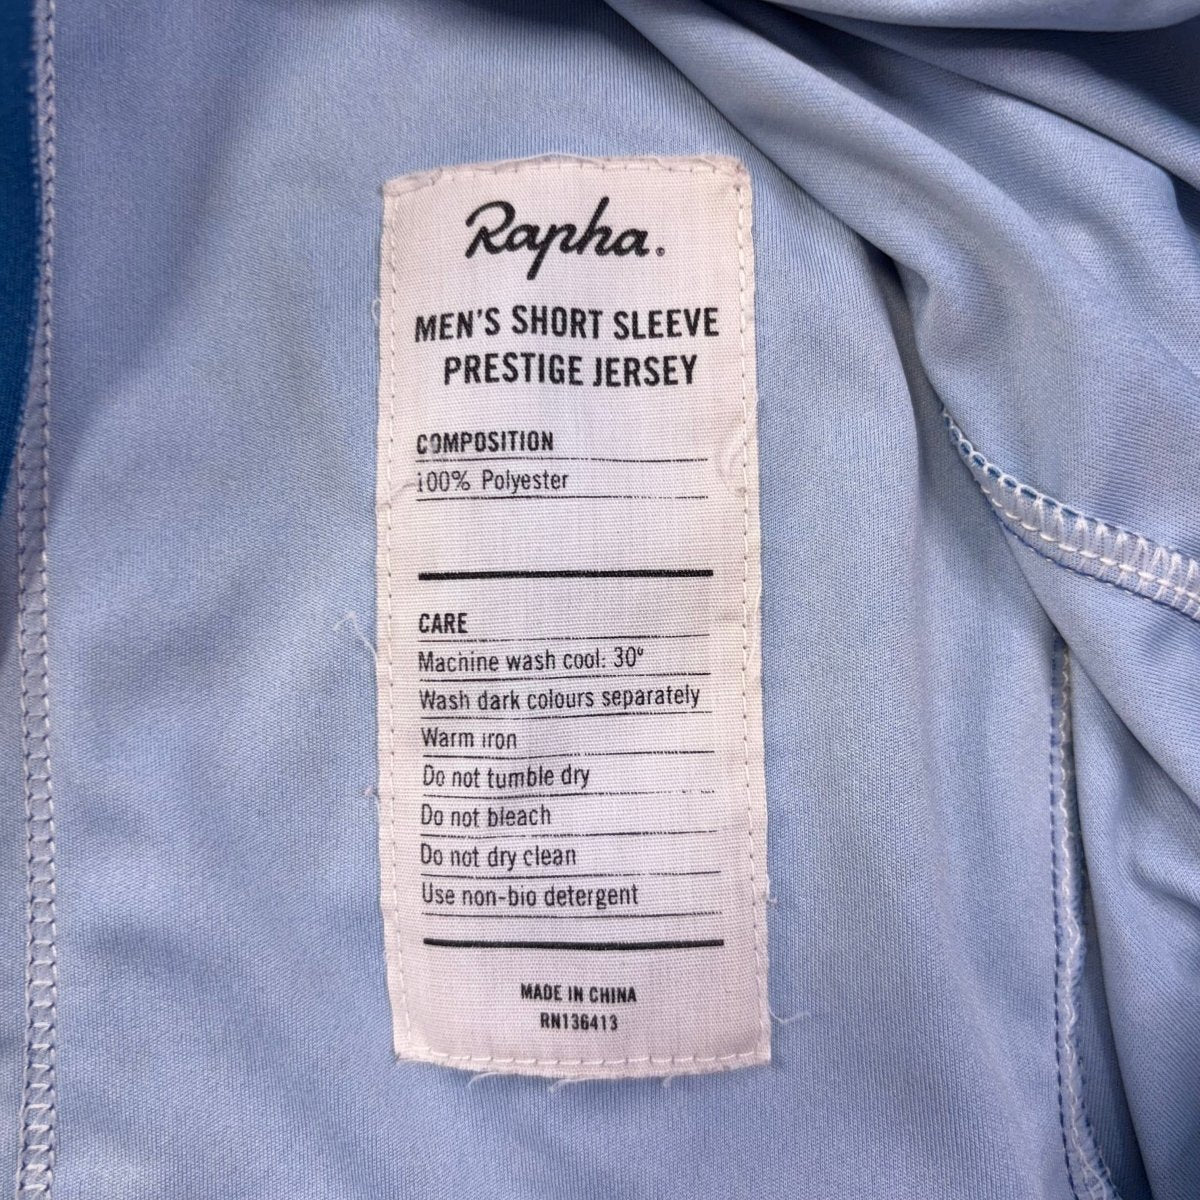 Rapha.®
MEN'S SHORT SLEEVE
PRESTIGE JERSEY
COMPOSITION
100% Polyester
CARE
Machine wash cool: 30°
Wash dark colours separately
Warm iron
Do not tumble dry
Do not bleach
Do not dry clean
Use non-bio detergent
MADE IN CHINA
RN136413